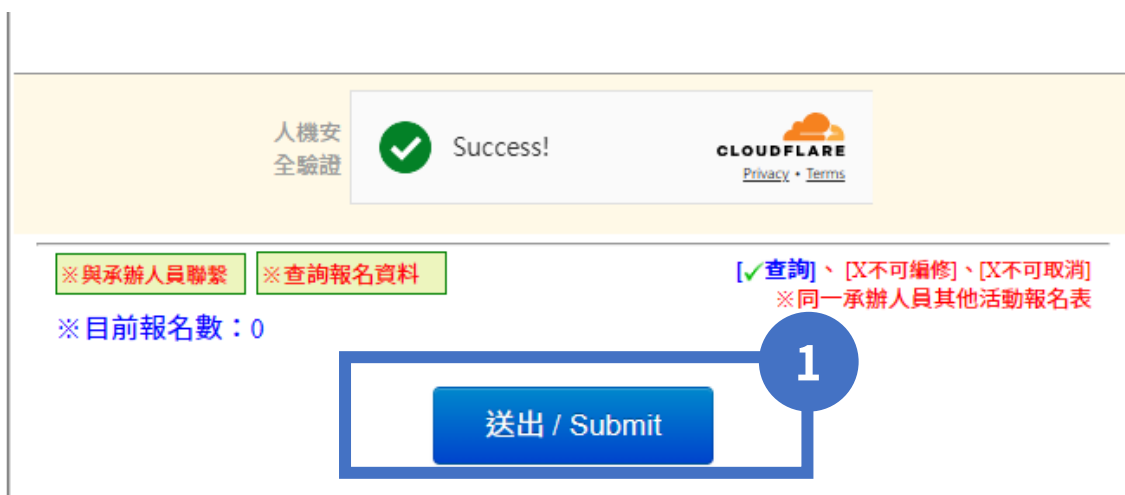 人機安
全驗證
Success!
CLOUDFLARE
Privacy • Terms
※與承辦人員聯繫
※查詢報名資料
[✓查詢]、 [X不可編修]、[X不可取消]
※同一承辦人員其他活動報名表
※目前報名數：0
1
送出 / Submit